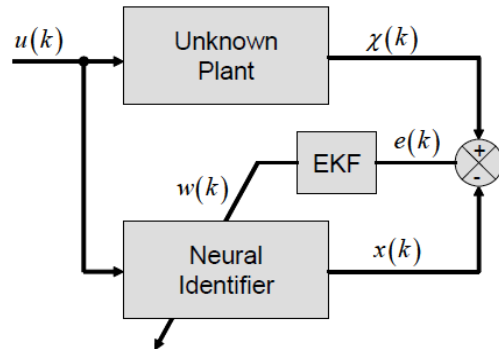 u(k)
Unknown
Plant
χ(k)
+
-
EKF
e(k)
w(k)
Neural
Identifier
x(k)